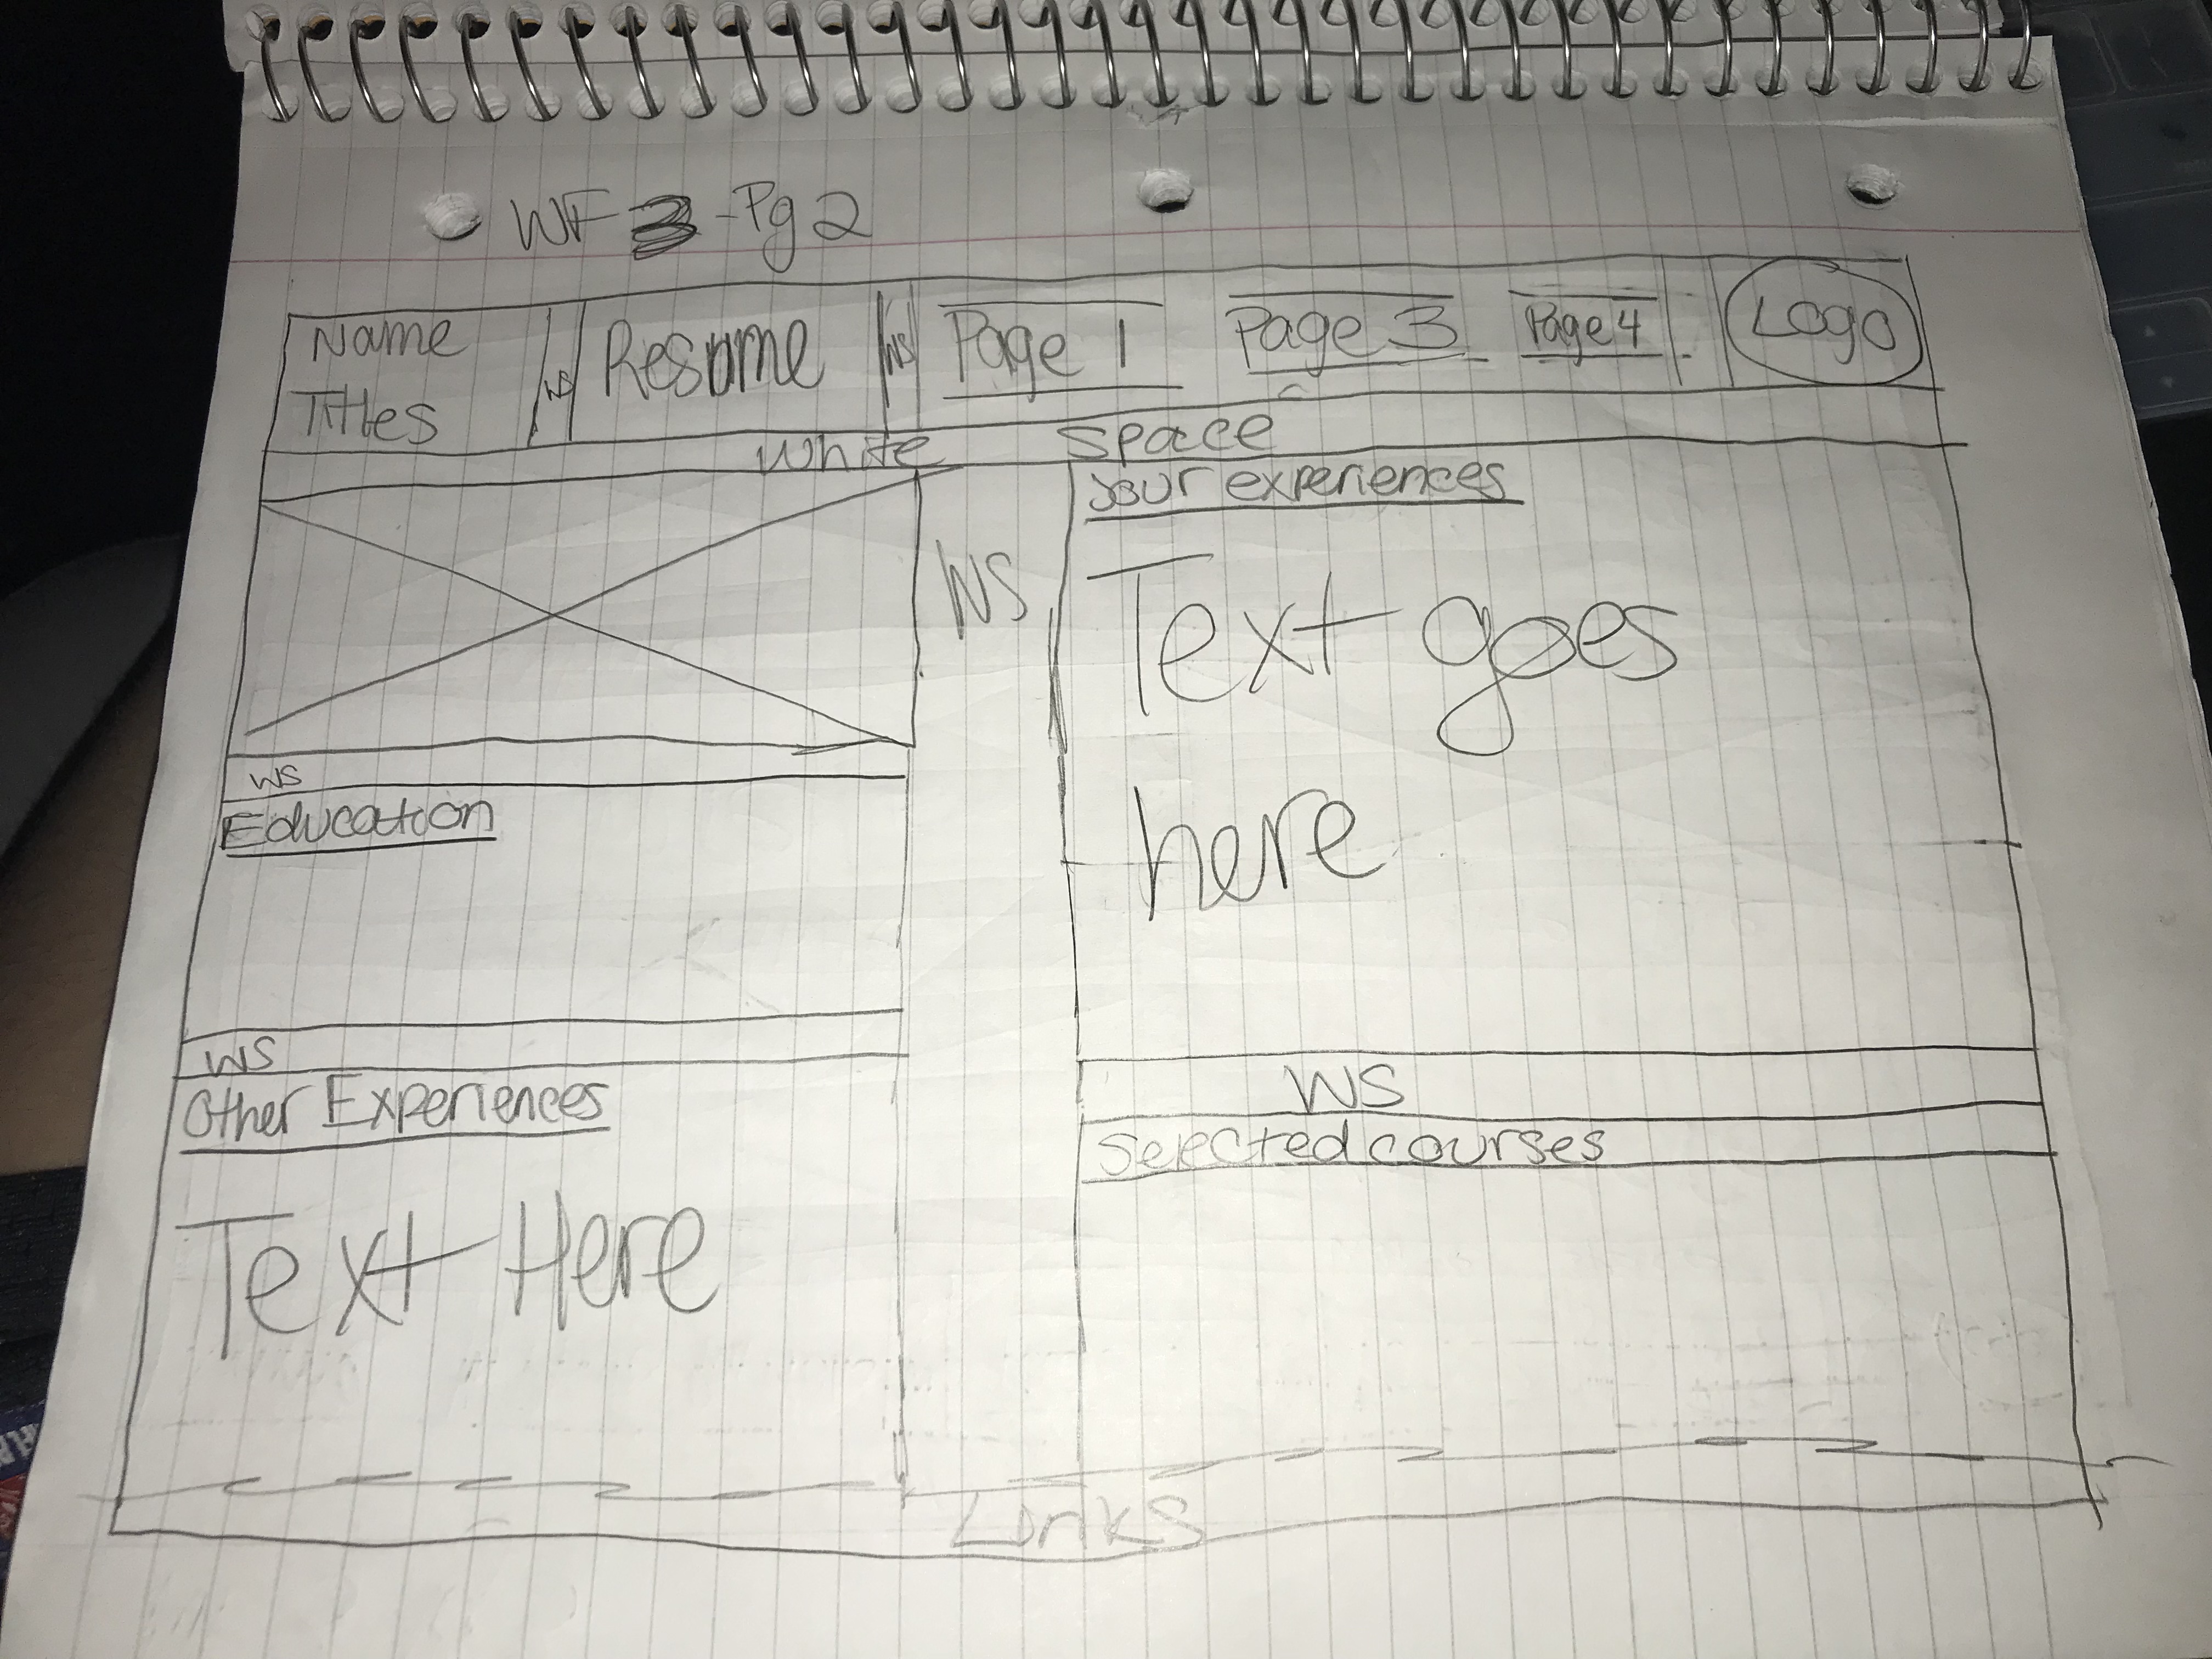 WF 3 - Pg 2
Name Titles
WS
Resume
WS
Page 1
Page 3
Page 4
Logo
White Space
WS
Education
WS
Other Experiences
Text Here
WS
your experiences
Text goes
here
WS
Selected courses
Links